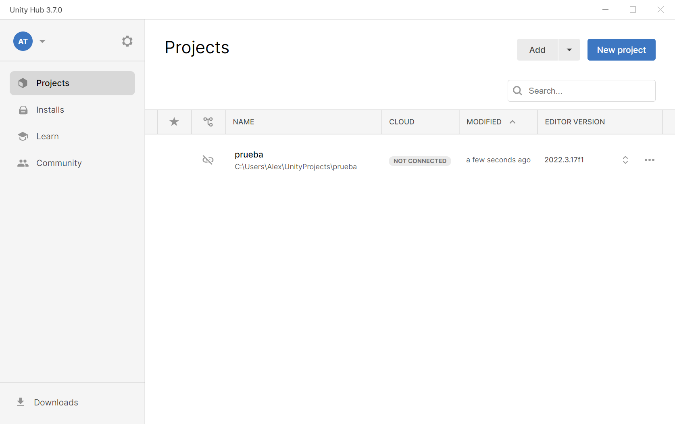 Unity Hub 3.7.0
AT
Projects
Installs
Learn
Community
Downloads
Projects
Add
New project
Search...
NAME CLOUD MODIFIED EDITOR VERSION
prueba
C:\Users\Alex\UnityProjects\prueba
NOT CONNECTED
a few seconds ago
2022.3.17f1